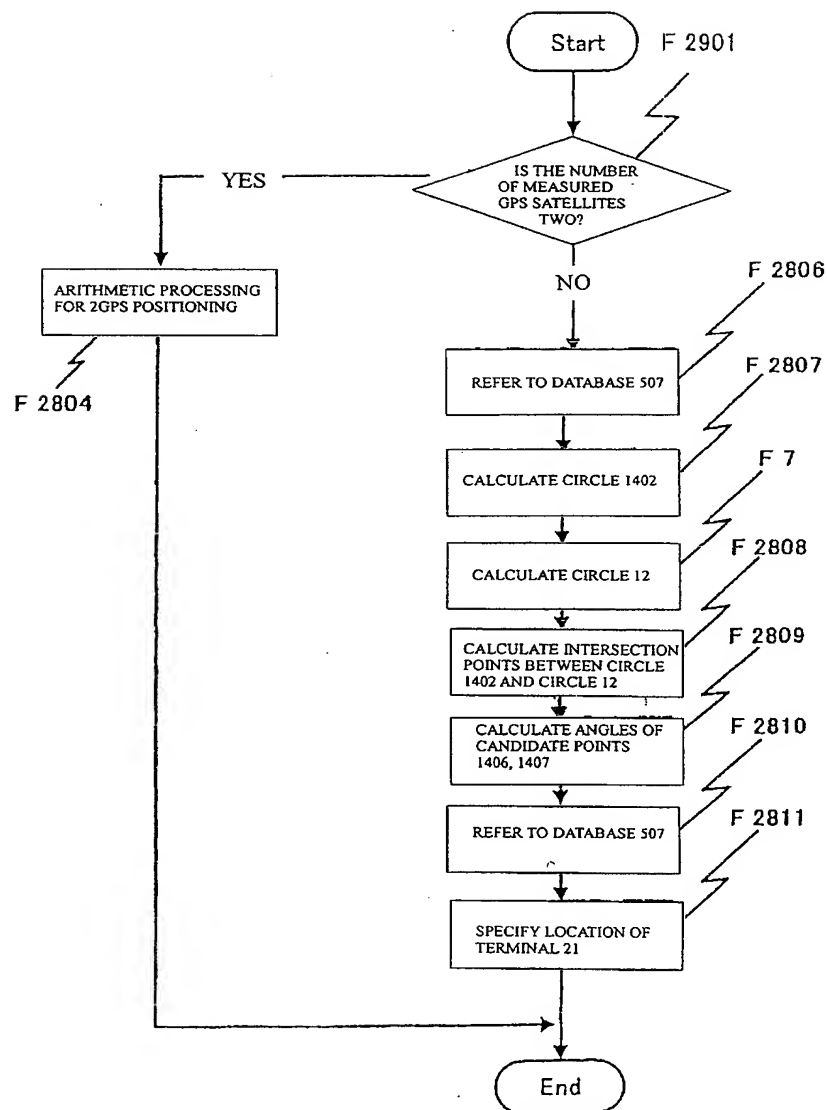 Start
F 2901
IS THE NUMBER
OF MEASURED
GPS SATELLITES
TWO?
YES
NO
ARITHMETIC PROCESSING
FOR 2GPS POSITIONING
F 2804
F 2806
REFER TO DATABASE 507
F 2807
CALCULATE CIRCLE 1402
F 7
CALCULATE CIRCLE 12
F 2808
CALCULATE INTERSECTION
POINTS BETWEEN CIRCLE
1402 AND CIRCLE 12
F 2809
CALCULATE ANGLES OF
CANDIDATE POINTS
1406, 1407
F 2810
REFER TO DATABASE 507
F 2811
SPECIFY LOCATION OF
TERMINAL 21
End